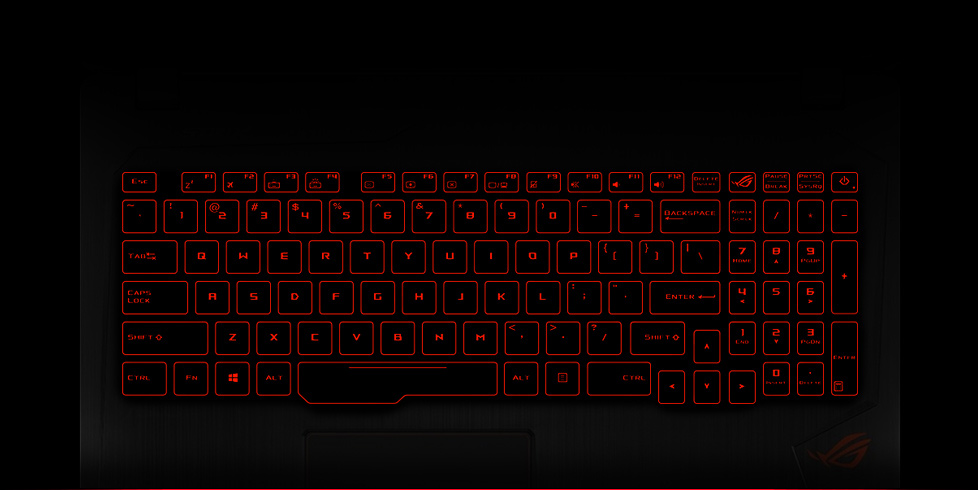 Esc F1 F2 F3 F4 F5 F6 F7 F8 F9 F10 F11 F12 DELETE INSERT PAUSE BREAK PRTSC SYSRQ
~ ! 1 @ 2 # 3 $ 4 % 5 ^ 6 & 7 * 8 ( 9 ) 0 _ - + = BACKSPACE / * -
TAB Q W E R T Y U I O P { [ } ] | \ 7 HOME 8 9 PGUP +
CAPS LOCK A S D F G H J K L : ; " ' ENTER 4 5 6
SHIFT Z X C V B N M < , > . ? / SHIFT 1 END 2 3 PGDN ENTER
CTRL FN ALT ALT CTRL 0 INSERT . DELETE